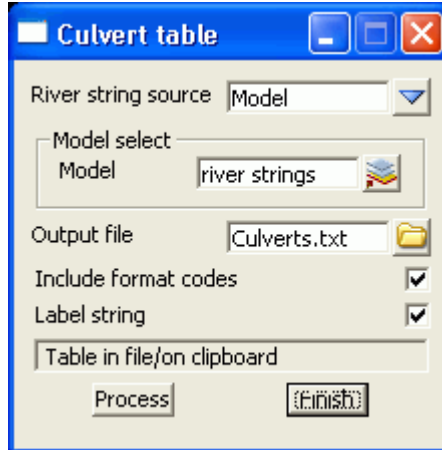 Culvert table
River string source Model
Model select
Model river strings
Output file Culverts.txt
Include format codes
Label string
Table in file/on clipboard
Process Finish